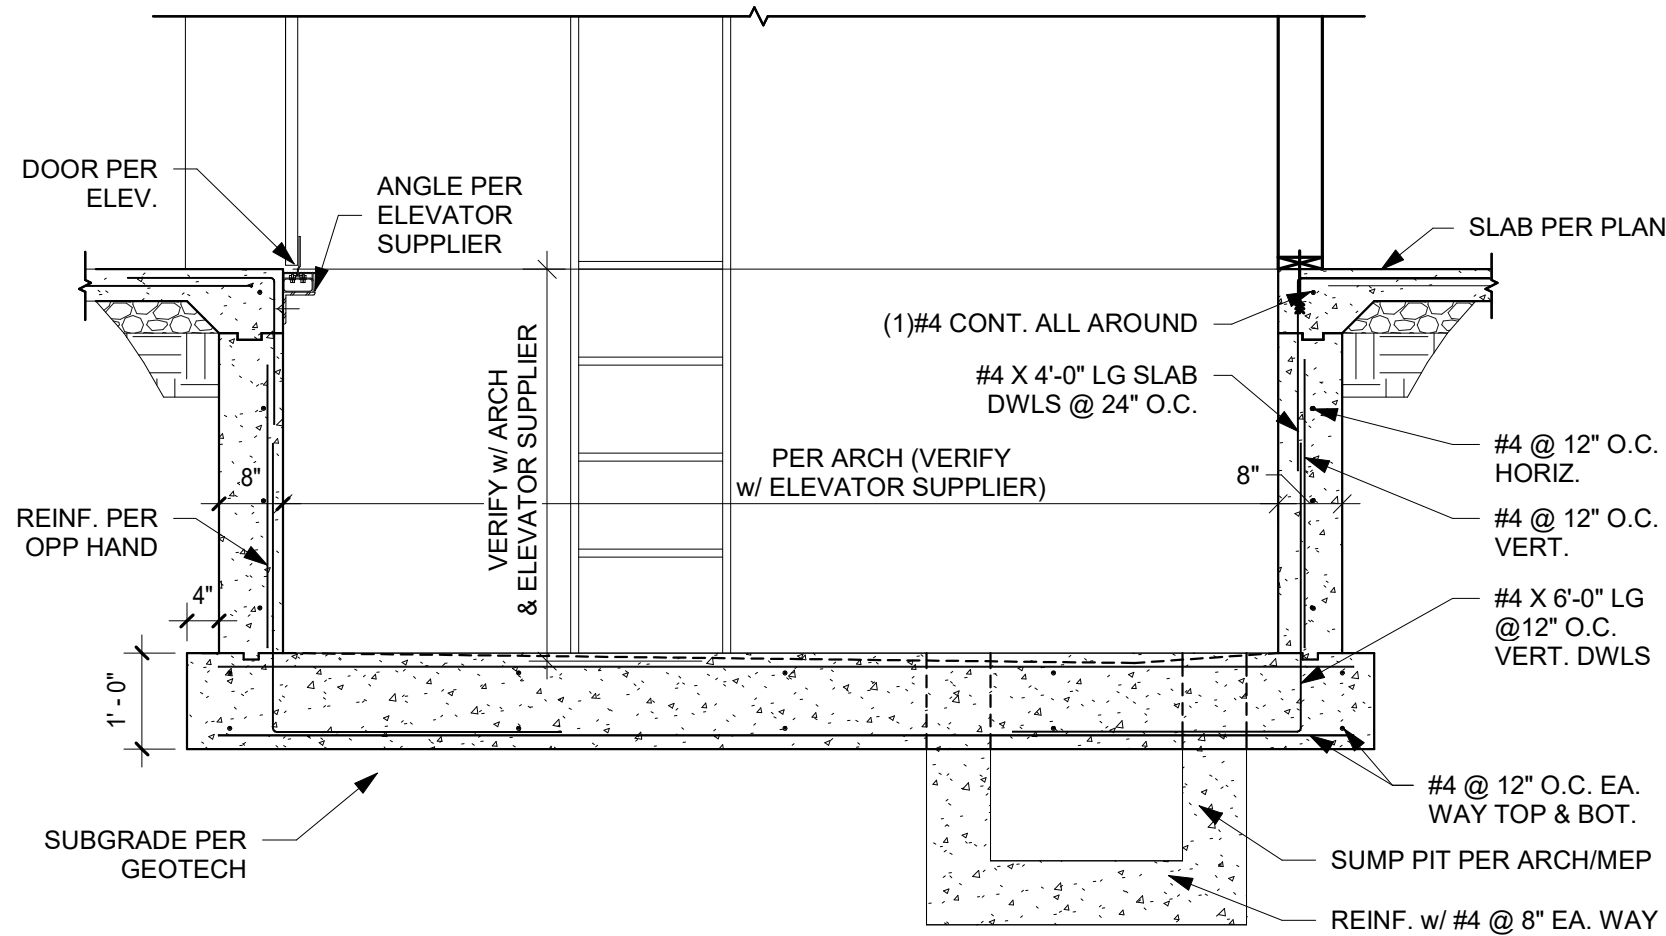 DOOR PER
ELEV.
ANGLE PER
ELEVATOR
SUPPLIER
SLAB PER PLAN
(1)#4 CONT. ALL AROUND
#4 X 4'-0" LG SLAB
DWLS @ 24" O.C.
VERIFY w/ ARCH
& ELEVATOR SUPPLIER
PER ARCH (VERIFY
w/ ELEVATOR SUPPLIER)
8"
8"
#4 @ 12" O.C.
HORIZ.
REINF. PER
OPP HAND
#4 @ 12" O.C.
VERT.
4"
#4 X 6'-0" LG
@12" O.C.
VERT. DWLS
1' - 0"
#4 @ 12" O.C. EA.
WAY TOP & BOT.
SUBGRADE PER
GEOTECH
SUMP PIT PER ARCH/MEP
REINF. w/ #4 @ 8" EA. WAY